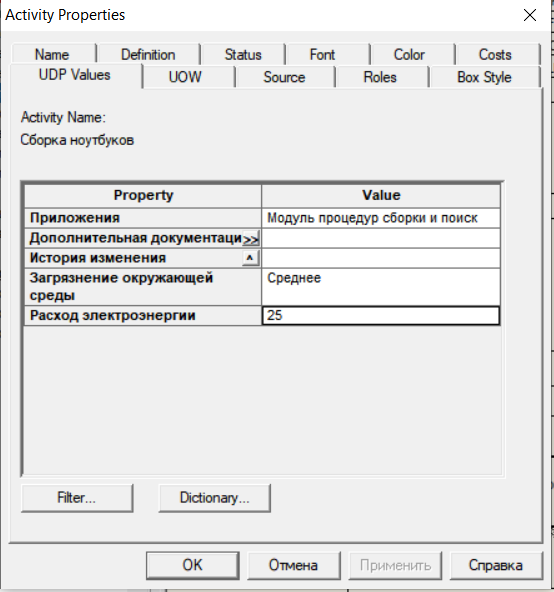 Activity Properties
Name Definition Status Font Color Costs
UDP Values UOW Source Roles Box Style
Activity Name:
Сборка ноутбуков
Property Value
Приложения Модуль процедур сборки и поиск
Дополнительная документаци >>
История изменения ^
Загрязнение окружающей Среднее
среды
Расход электроэнергии 25
Filter... Dictionary...
OK Отмена Применить Справка